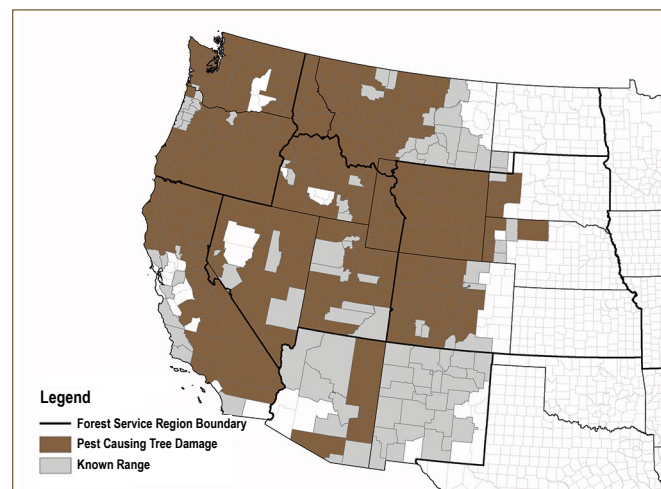 Legend
Forest Service Region Boundary
Pest Causing Tree Damage
Known Range